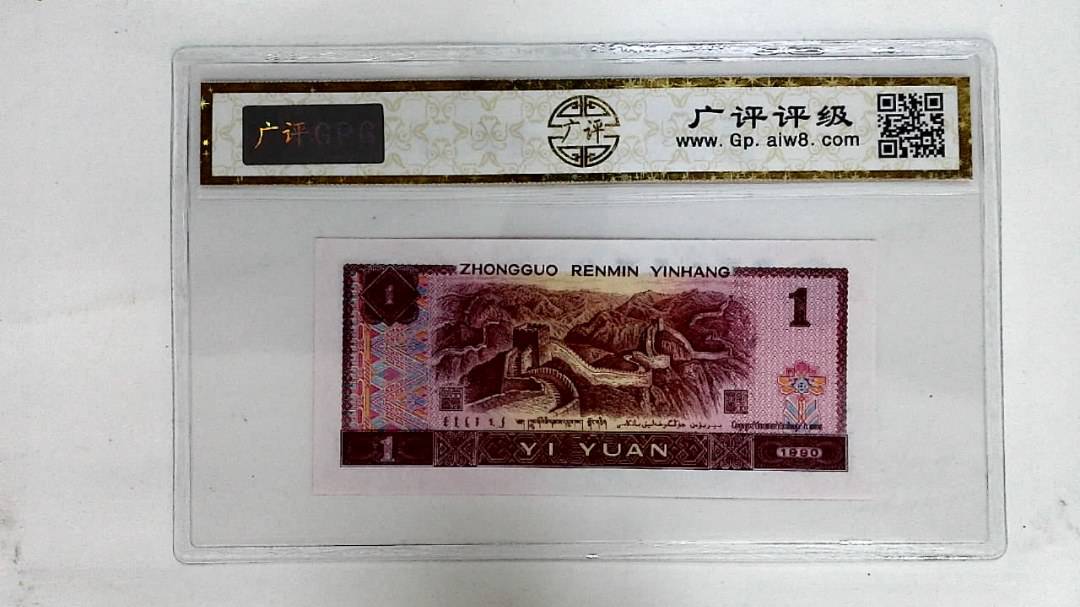 广评GPG
广评
广评评级
www. Gp. aiw8. com
ZHONGGUO RENMIN YINHANG
1
1
1
YI YUAN
1990